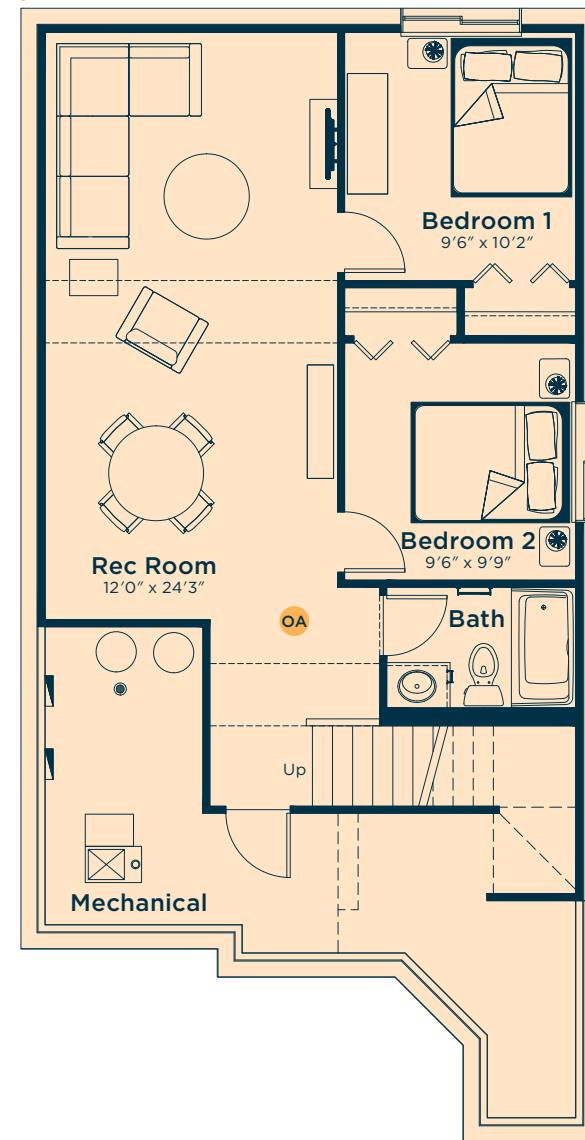 Bedroom 1
9'6" x 10'2"
Bedroom 2
9'6" x 9'9"
Rec Room
12'0" x 24'3"
OA
Bath
Up
Mechanical